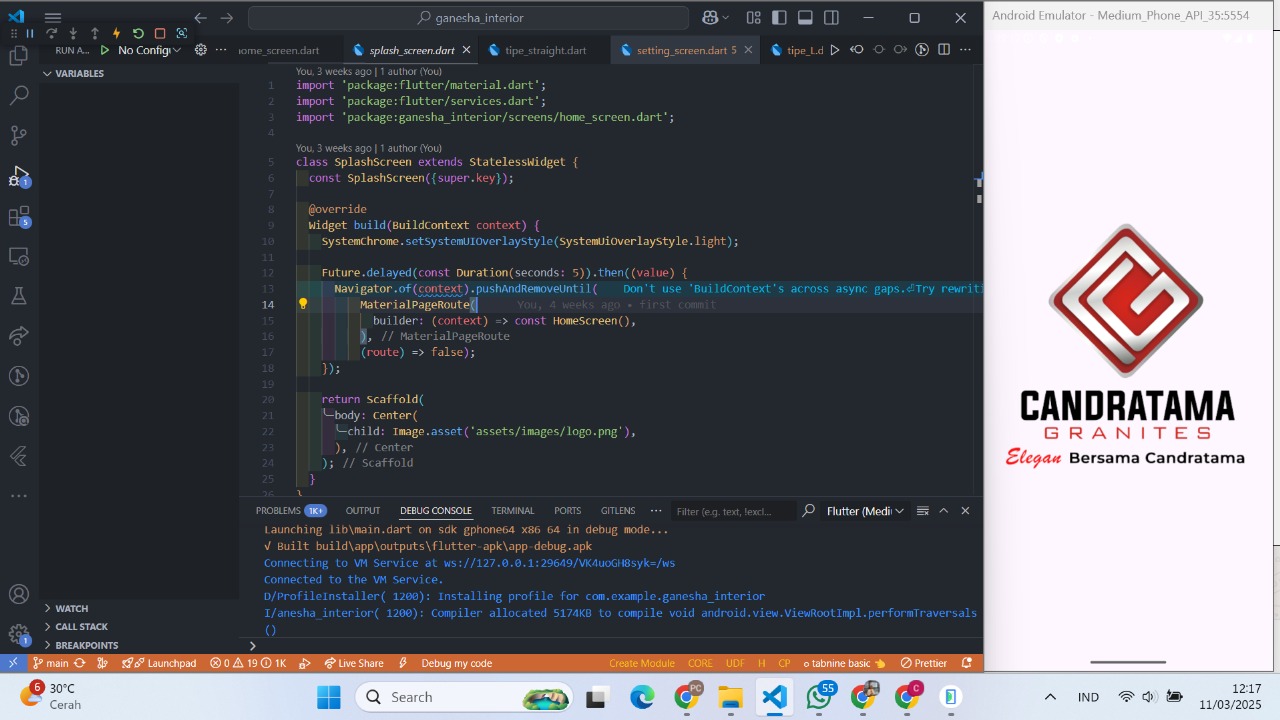 ganesha_interior
Android Emulator - Medium_Phone_API_35:5554
RUN A... No Config
home_screen.dart
splash_screen.dart
tipe_straight.dart
setting_screen.dart 5
tipe_L.d
VARIABLES
You, 3 weeks ago | 1 author (You)
1 import 'package:flutter/material.dart';
2 import 'package:flutter/services.dart';
3 import 'package:ganesha_interior/screens/home_screen.dart';
4
You, 3 weeks ago | 1 author (You)
5 class SplashScreen extends StatelessWidget {
6 const SplashScreen({super.key});
7
8 @override
9 Widget build(BuildContext context) {
10 SystemChrome.setSystemUIOverlayStyle(SystemUiOverlayStyle.light);
11
12 Future.delayed(const Duration(seconds: 5)).then((value) {
13 Navigator.of(context).pushAndRemoveUntil( Don't use 'BuildContext's across async gaps.⏎Try rewriti
14 MaterialPageRoute( You, 4 weeks ago • first commit
15 builder: (context) => const HomeScreen(),
16 ), // MaterialPageRoute
17 (route) => false);
18 });
19
20 return Scaffold(
21 body: Center(
22 child: Image.asset('assets/images/logo.png'),
23 ), // Center
24 ); // Scaffold
25 }
26 }
CANDRATAMA
GRANITES
Elegan Bersama Candratama
PROBLEMS 1K+ OUTPUT DEBUG CONSOLE TERMINAL PORTS GITLENS ... Filter (e.g. text, !excl... Flutter (Medi
Launching lib\main.dart on sdk gphone64 x86 64 in debug mode...
√ Built build\app\outputs\flutter-apk\app-debug.apk
Connecting to VM Service at ws://127.0.0.1:29649/VK4uoGH8syk=/ws
Connected to the VM Service.
D/ProfileInstaller( 1200): Installing profile for com.example.ganesha_interior
I/anesha_interior( 1200): Compiler allocated 5174KB to compile void android.view.ViewRootImpl.performTraversals
()
WATCH
CALL STACK
BREAKPOINTS
1
5
1
main Launchpad 0 19 1K Live Share Debug my code Create Module CORE UDF H CP tabnine basic Prettier
6
30°C
Cerah
Search
PC
55
C
IND
12:17
11/03/2025